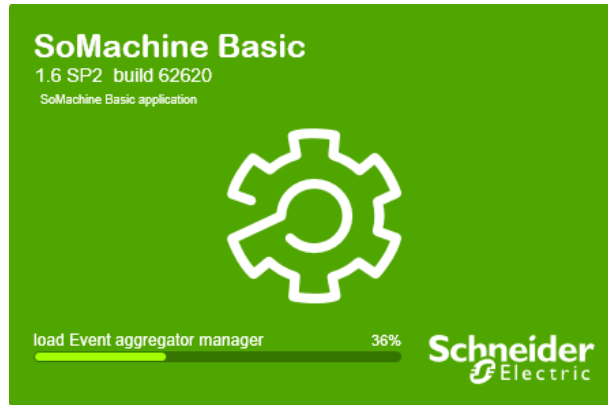 SoMachine Basic
1.6 SP2 build 62620
SoMachine Basic application
load Event aggregator manager 36%
Schneider
Electric